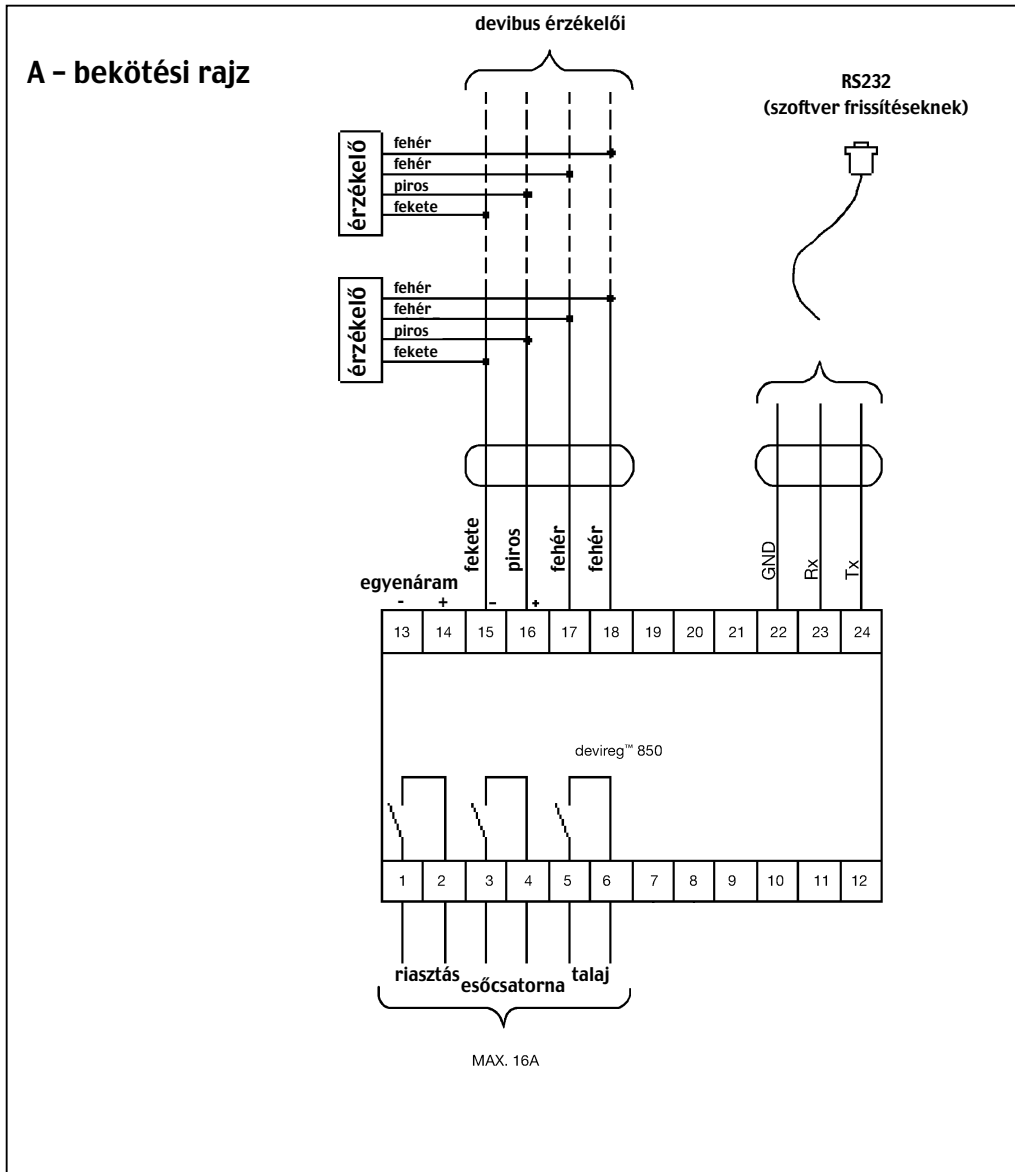 devibus érzékelői
A – bekötési rajz
RS232
(szoftver frissítéseknek)
érzékelő
fehér
fehér
piros
fekete
érzékelő
fehér
fehér
piros
fekete
fekete
piros
fehér
fehér
GND
Rx
Tx
egyenáram
- + – +
13 14 15 16 17 18 19 20 21 22 23 24
devireg™ 850
1 2 3 4 5 6 7 8 9 10 11 12
riasztás esőcsatorna talaj
MAX. 16A